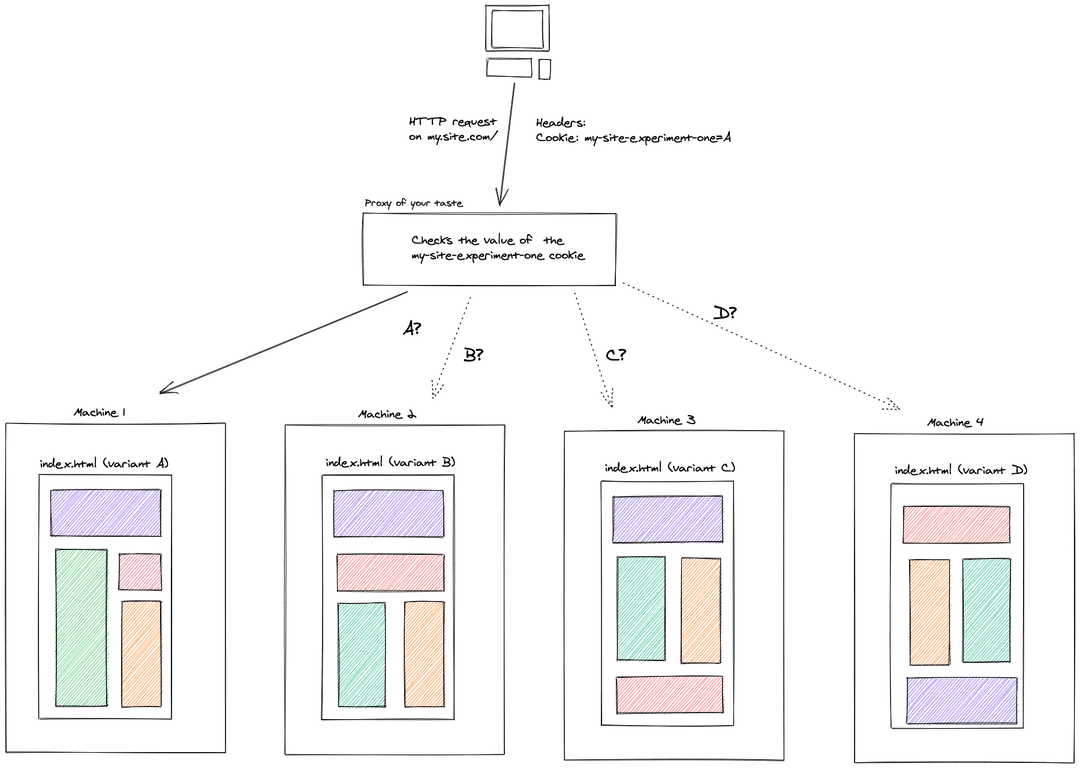 HTTP request
on my.site.com/
Headers:
Cookie: my-site-experiment-one=A
Proxy of your taste
Checks the value of the
my-site-experiment-one cookie
A?
B?
C?
D?
Machine 1
index.html (variant A)
Machine 2
index.html (variant B)
Machine 3
index.html (variant C)
Machine 4
index.html (variant D)